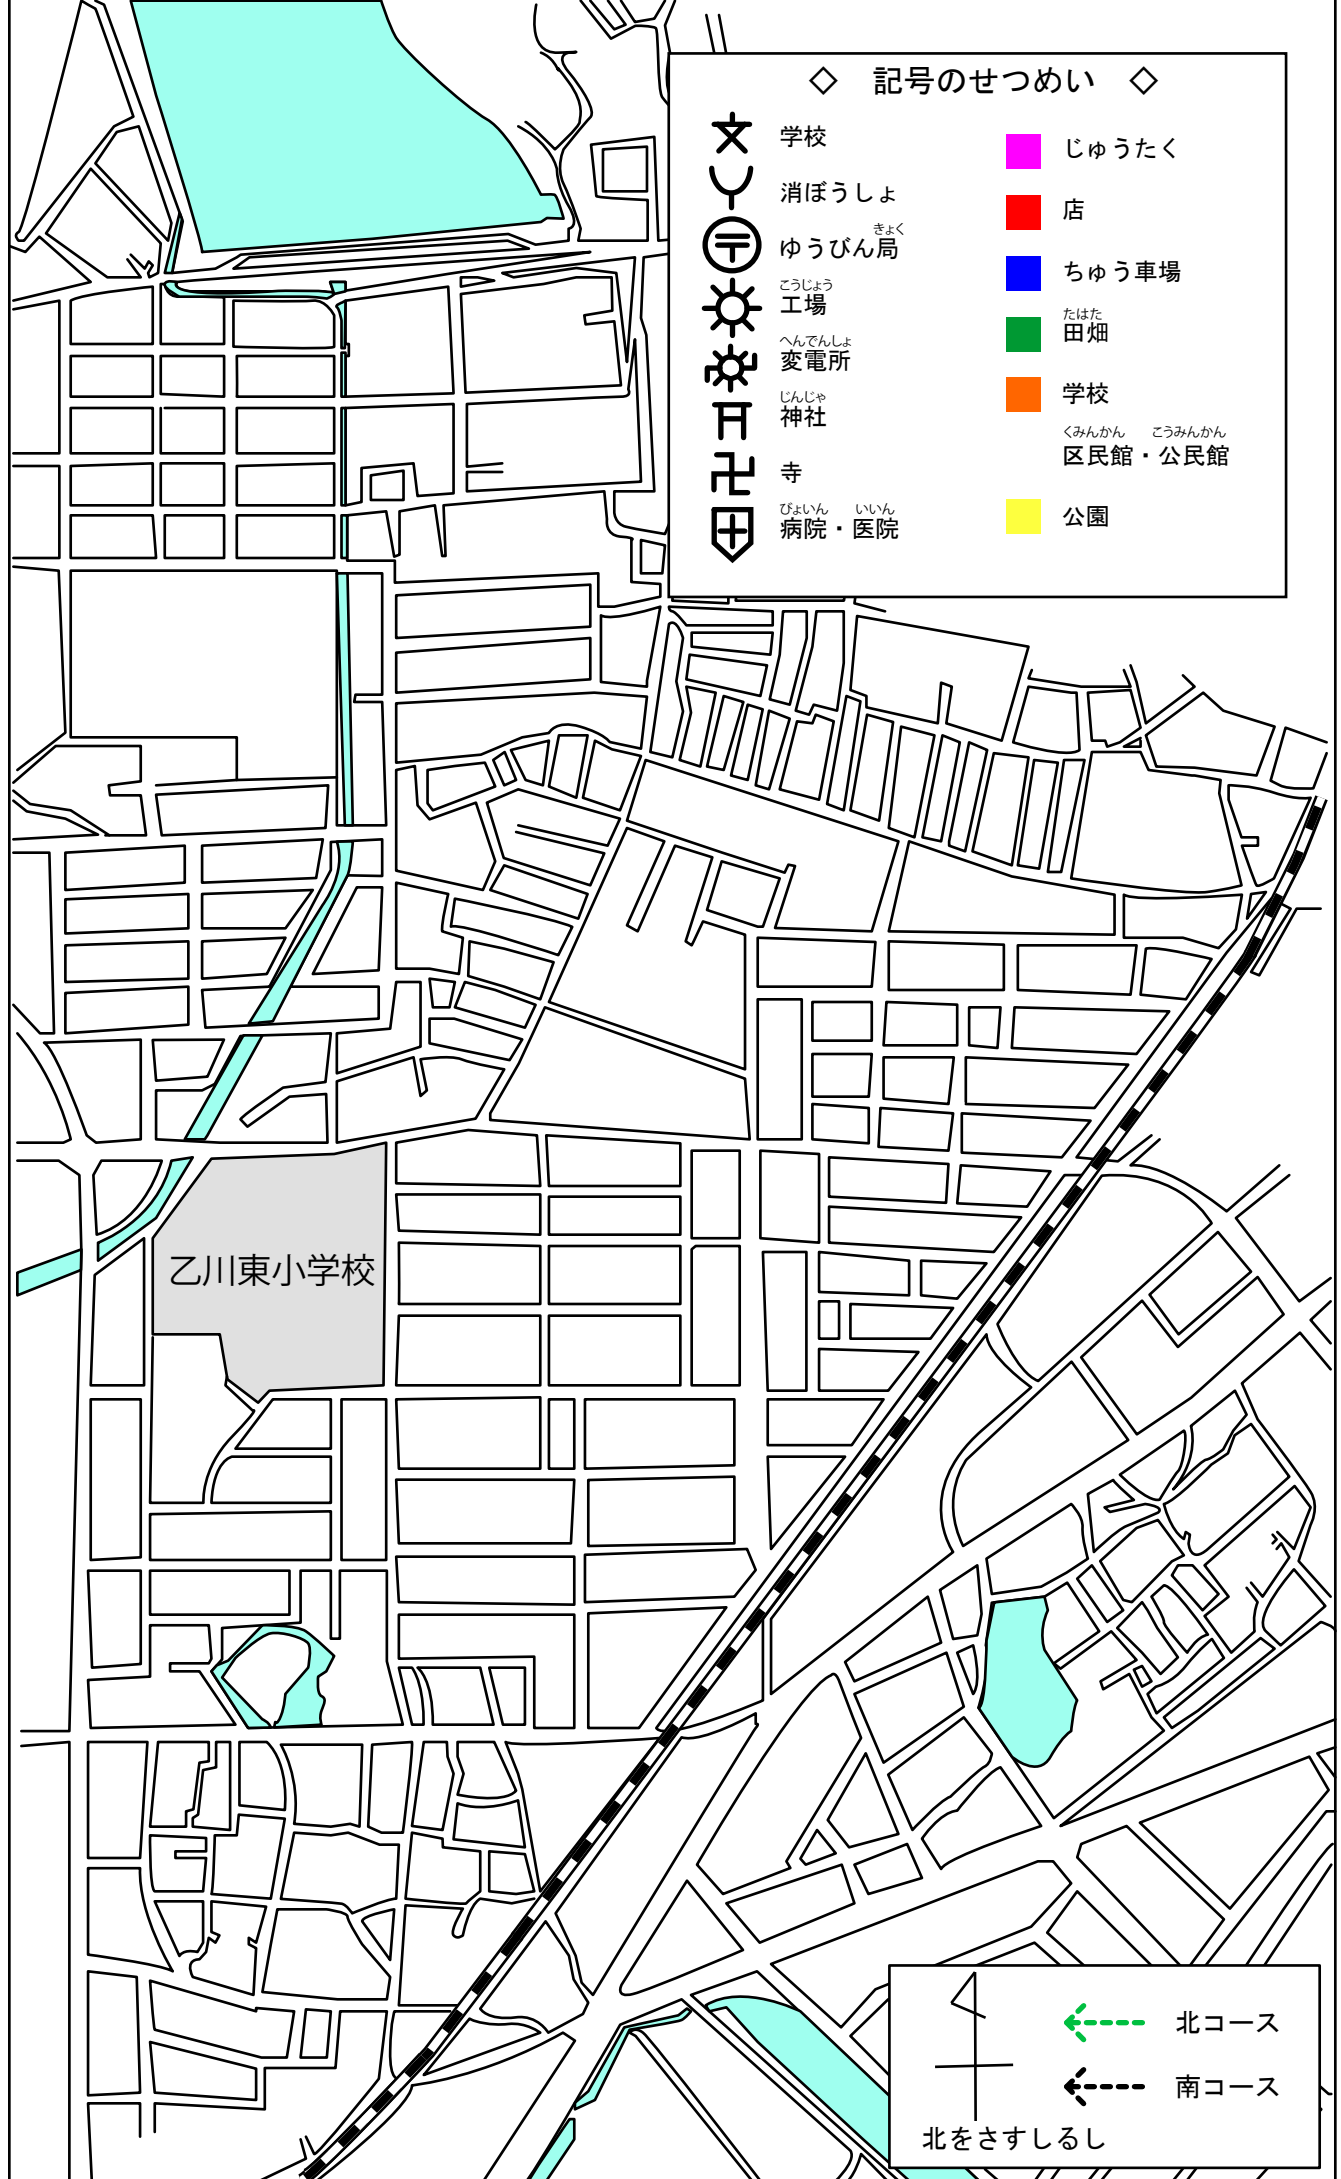 ◇ 記号のせつめい ◇
学校
消ぼうしょ
きょく
ゆうびん局
こうじょう
工場
へんでんしょ
変電所
じんじゃ
神社
寺
びょいん いいん
病院・医院
じゅうたく
店
ちゅう車場
たはた
田畑
学校
くみんかん こうみんかん
区民館・公民館
公園
乙川東小学校
北コース
南コース
北をさすしるし